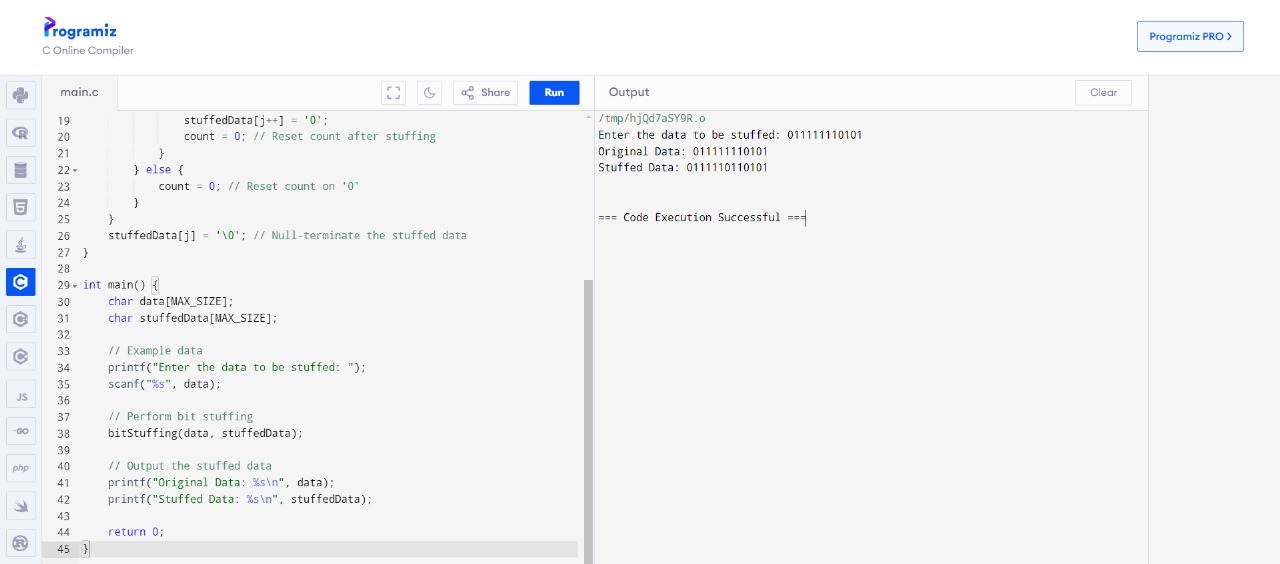 Programiz
C Online Compiler
Programiz PRO >
main.c
Share
Run
Output
Clear
19 stuffedData[j++] = '0';
20 count = 0; // Reset count after stuffing
21 }
22 } else {
23 count = 0; // Reset count on '0'
24 }
25 }
26 stuffedData[j] = '\0'; // Null-terminate the stuffed data
27 }
28
29 int main() {
30 char data[MAX_SIZE];
31 char stuffedData[MAX_SIZE];
32
33 // Example data
34 printf("Enter the data to be stuffed: ");
35 scanf("%s", data);
36
37 // Perform bit stuffing
38 bitStuffing(data, stuffedData);
39
40 // Output the stuffed data
41 printf("Original Data: %s\n", data);
42 printf("Stuffed Data: %s\n", stuffedData);
43
44 return 0;
45 }
/tmp/hjQd7aSY9R.o
Enter the data to be stuffed: 011111110101
Original Data: 011111110101
Stuffed Data: 0111110110101
=== Code Execution Successful ===
JS
GO
php